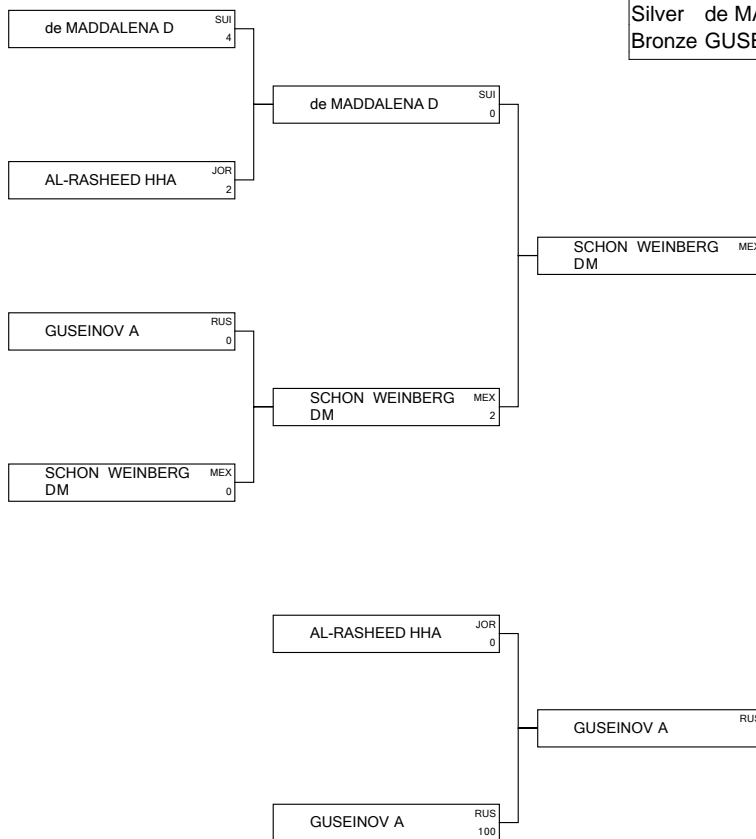 Silver de MA
Bronze GUSE
de MADDALENA D SUI
4
AL-RASHEED HHA JOR
2
de MADDALENA D SUI
0
SCHON WEINBERG MEX
DM
GUSEINOV A RUS
0
SCHON WEINBERG MEX
DM 2
SCHON WEINBERG MEX
DM 0
AL-RASHEED HHA JOR
0
GUSEINOV A RUS
GUSEINOV A RUS
100